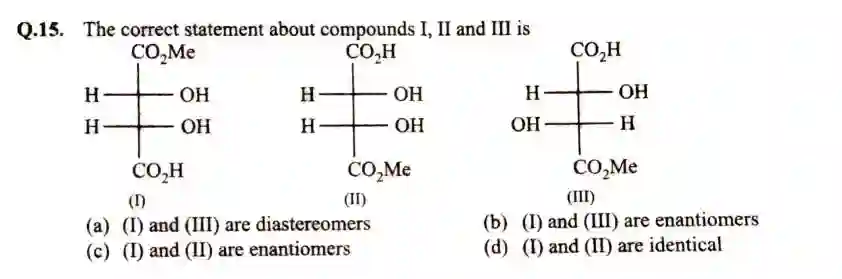 Q.15. The correct statement about compounds I, II and III is
CO₂Me CO₂H CO₂H
H OH H OH H OH
H OH H OH OH H
CO₂H CO₂Me CO₂Me
(I) (II) (III)
(a) (I) and (III) are diastereomers (b) (I) and (III) are enantiomers
(c) (I) and (II) are enantiomers (d) (I) and (II) are identical